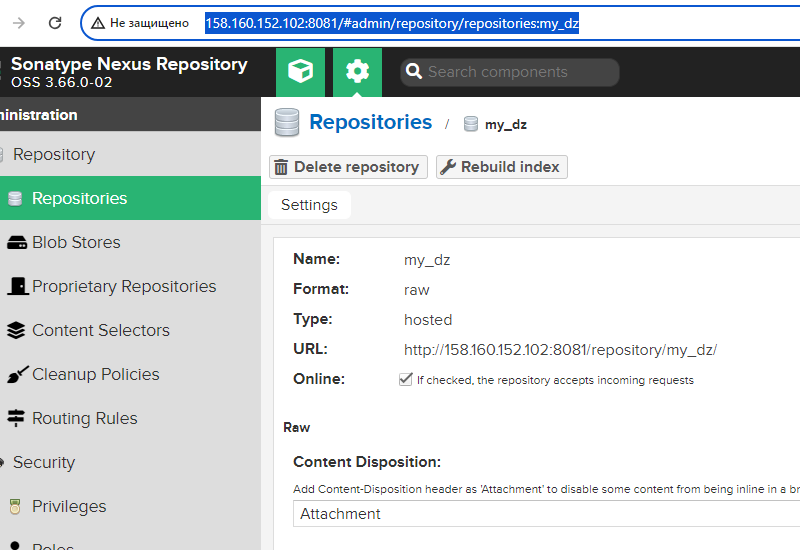 Не защищено 158.160.152.102:8081/#admin/repository/repositories:my_dz
Sonatype Nexus Repository
OSS 3.66.0-02
Search components
ninistration
Repository
Repositories
Blob Stores
Proprietary Repositories
Content Selectors
Cleanup Policies
Routing Rules
Security
Privileges
Roles
Repositories / my_dz
Delete repository Rebuild index
Settings
Name: my_dz
Format: raw
Type: hosted
URL: http://158.160.152.102:8081/repository/my_dz/
Online: If checked, the repository accepts incoming requests
Raw
Content Disposition:
Add Content-Disposition header as 'Attachment' to disable some content from being inline in a br
Attachment